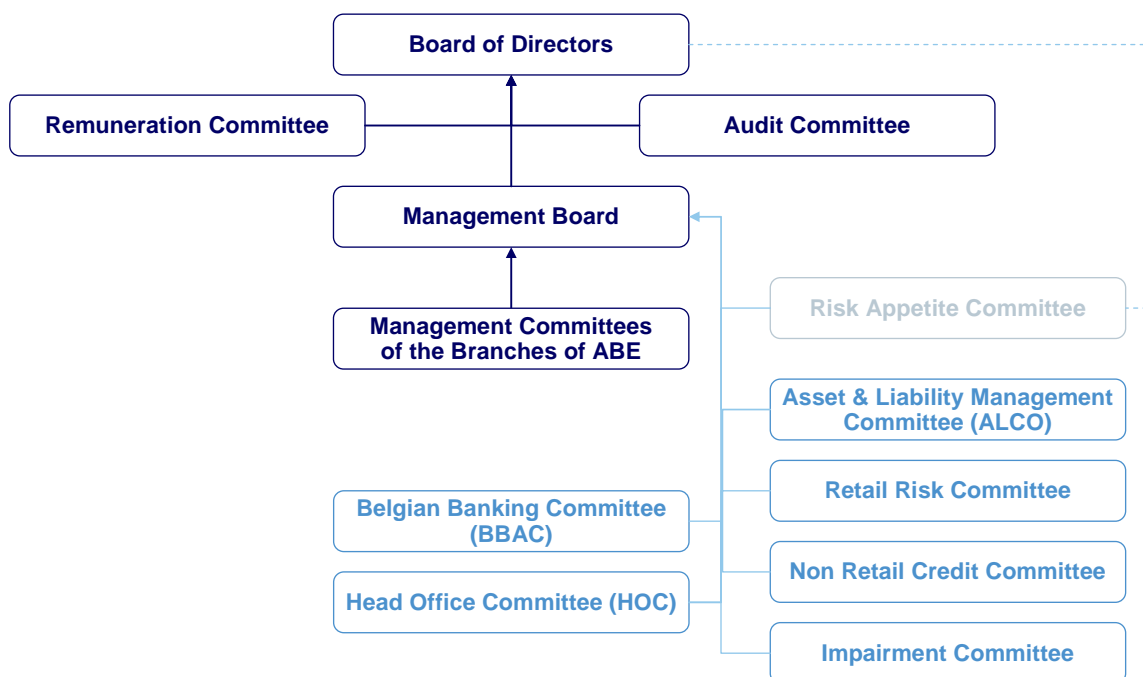 Board of Directors
Remuneration Committee
Audit Committee
Management Board
Risk Appetite Committee
Management Committees
of the Branches of ABE
Asset & Liability Management
Committee (ALCO)
Retail Risk Committee
Belgian Banking Committee
(BBAC)
Non Retail Credit Committee
Head Office Committee (HOC)
Impairment Committee